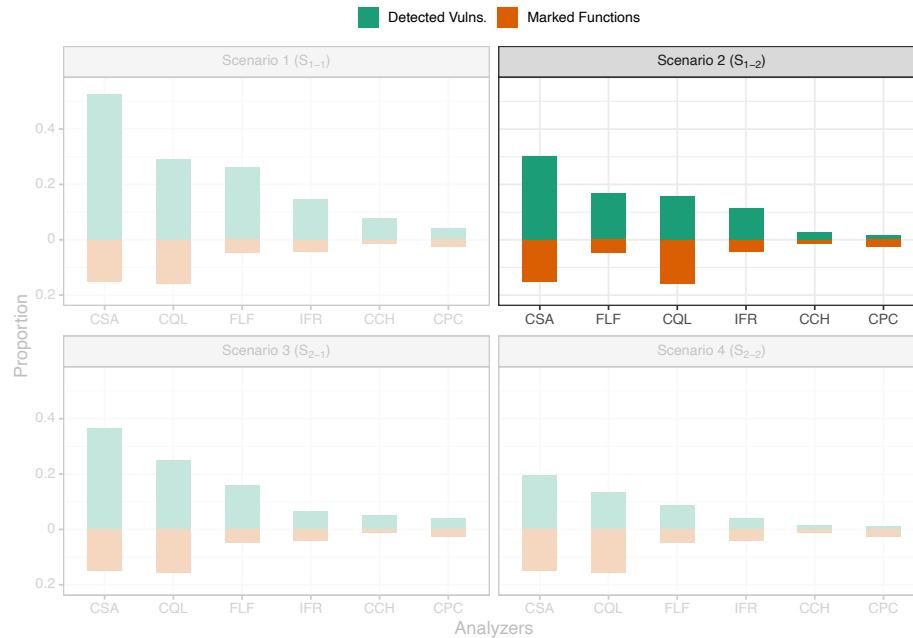 Detected Vulns. Marked Functions
Scenario 1 (S₁₋₁)
Scenario 2 (S₁₋₂)
0.4
0.2
0
0.2
CSA CQL FLF IFR CCH CPC
CSA FLF CQL IFR CCH CPC
Proportion
Scenario 3 (S₂₋₁)
Scenario 4 (S₂₋₂)
0.4
0.2
0
0.2
CSA CQL FLF IFR CCH CPC
CSA CQL FLF IFR CCH CPC
Analyzers